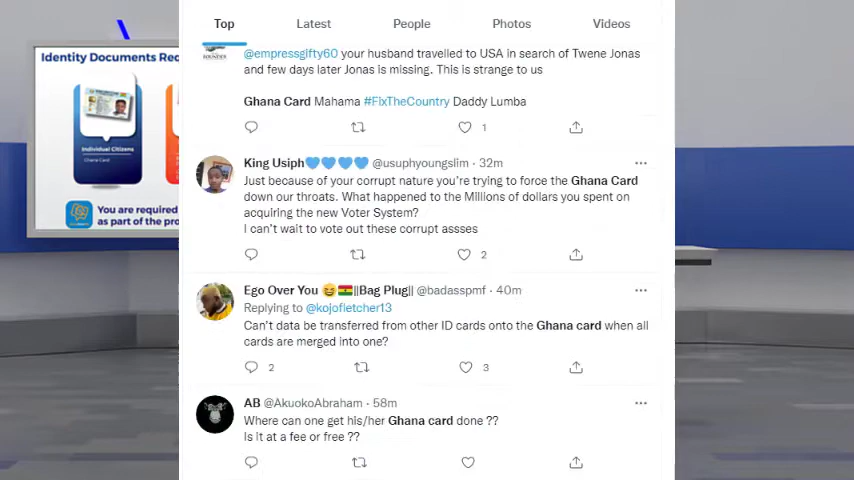 Top
Latest
People
Photos
Videos
Identity Documents Req
Individual Citizens
Ghana Card
You are required
as part of the pro
@empressgifty60 your husband travelled to USA in search of Twene Jonas
and few days later Jonas is missing. This is strange to us
Ghana Card Mahama #FixTheCountry Daddy Lumba
1
King Usiph💙💙💙💙 @usuphyoungslim · 32m
Just because of your corrupt nature you're trying to force the Ghana Card
down our throats. What happened to the Millions of dollars you spent on
acquiring the new Voter System?
I can't wait to vote out these corrupt assses
2
Ego Over You 😆🇬🇭||Bag Plug|| @badasspmf · 40m
Replying to @kojofletcher13
Can't data be transferred from other ID cards onto the Ghana card when all
cards are merged into one?
2
3
AB @AkuokoAbraham · 58m
Where can one get his/her Ghana card done ??
Is it at a fee or free ??